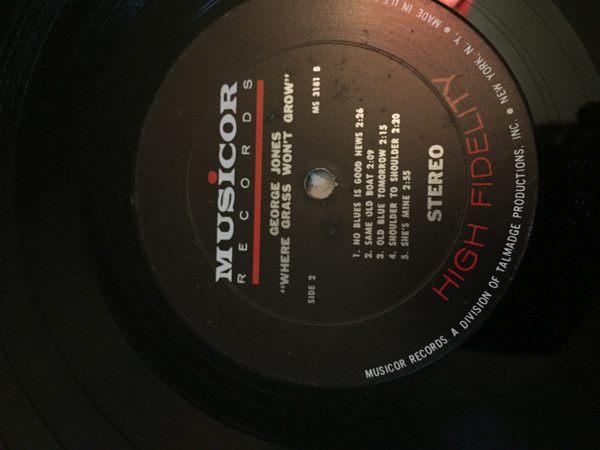 MUSICOR
RECORDS
GEORGE JONES
"WHERE GRASS WON'T GROW"
SIDE 2
MS 3181 B
1. NO BLUES IS GOOD NEWS 2:26
2. SAME OLD BOAT 2:09
3. OLD BLUE TOMORROW 2:15
4. SHOULDER TO SHOULDER 2:20
5. SHE'S MINE 2:55
STEREO
HIGH FIDELITY
MUSICOR RECORDS A DIVISION OF TALMADGE PRODUCTIONS, INC. • NEW YORK, N. Y. • MADE IN U.S.